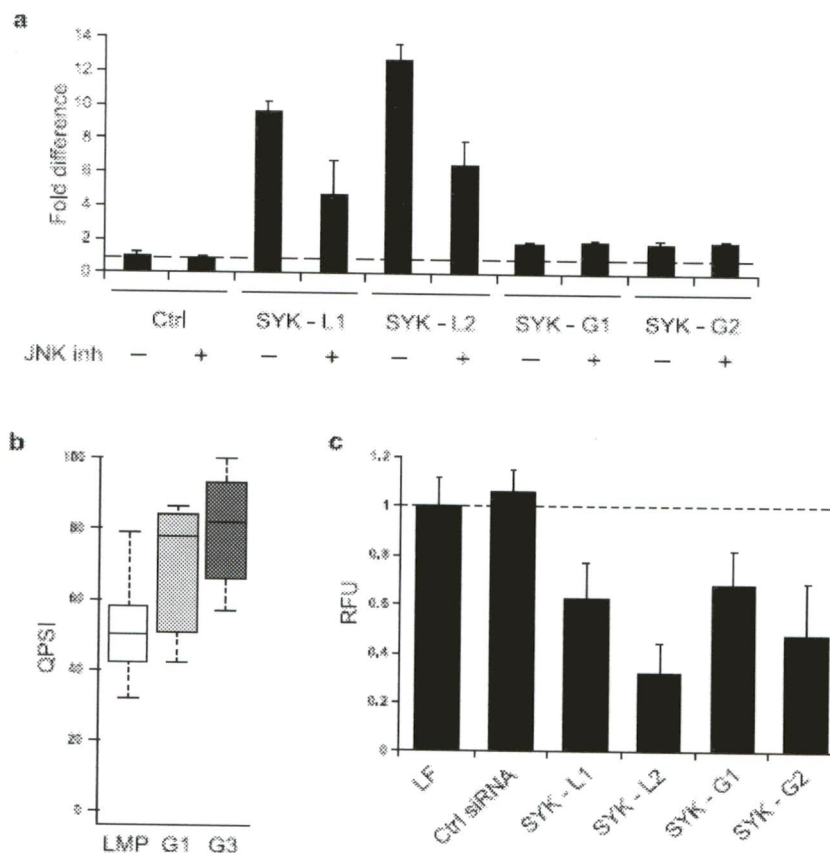 a
14
12
10
8
6
4
2
0
Fold difference
Ctrl SYK - L1 SYK - L2 SYK - G1 SYK - G2
JNK inh − + − + − + − + − +
b
100
80
60
40
20
0
QPSI
LMP G1 G3
c
1.2
1
0.8
0.6
0.4
0.2
0
RFU
LF Ctrl siRNA SYK - L1 SYK - L2 SYK - G1 SYK - G2